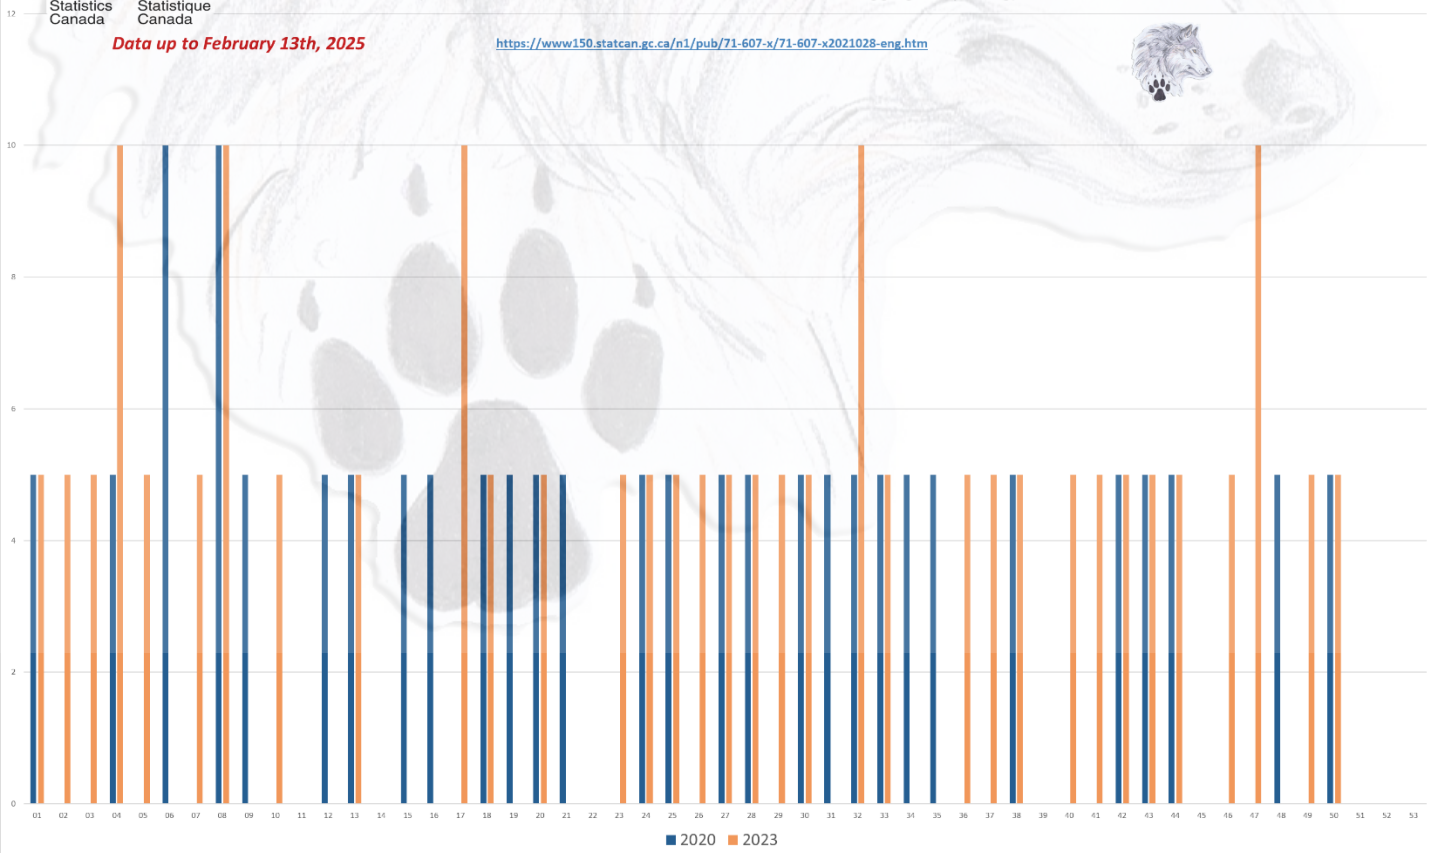 Statistics Statistique
Canada Canada
Data up to February 13th, 2025
https://www150.statcan.gc.ca/n1/pub/71-607-x/71-607-x2021028-eng.htm
12
10
8
6
4
2
0
01 02 03 04 05 06 07 08 09 10 11 12 13 14 15 16 17 18 19 20 21 22 23 24 25 26 27 28 29 30 31 32 33 34 35 36 37 38 39 40 41 42 43 44 45 46 47 48 49 50 51 52 53
2020 2023